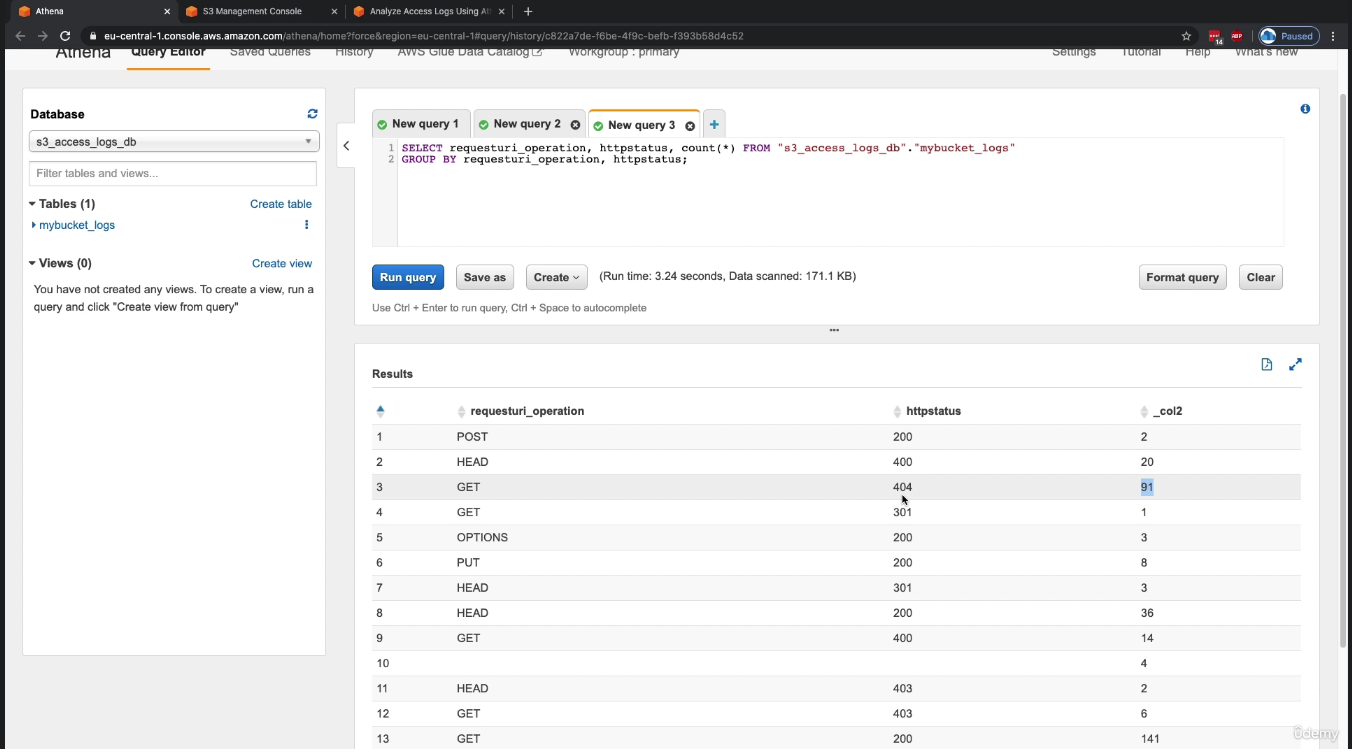 Athena
S3 Management Console
Analyze Access Logs Using At
eu-central-1.console.aws.amazon.com/athena/home?force&region=eu-central-1#query/history/c822a7de-f6be-4f9c-befb-f393b58d4c52
14
ABP
Paused
Athena
Query Editor
Saved Queries
History
AWS Glue Data Catalog
Workgroup : primary
Settings
Tutorial
Help
What's new
Database
s3_access_logs_db
Filter tables and views...
Tables (1)
Create table
mybucket_logs
Views (0)
Create view
You have not created any views. To create a view, run a
query and click "Create view from query"
New query 1
New query 2
New query 3
1 SELECT requesturi_operation, httpstatus, count(*) FROM "s3_access_logs_db"."mybucket_logs"
2 GROUP BY requesturi_operation, httpstatus;
Run query
Save as
Create
(Run time: 3.24 seconds, Data scanned: 171.1 KB)
Format query
Clear
Use Ctrl + Enter to run query, Ctrl + Space to autocomplete
Results
requesturi_operation httpstatus _col2
1 POST 200 2
2 HEAD 400 20
3 GET 404 91
4 GET 301 1
5 OPTIONS 200 3
6 PUT 200 8
7 HEAD 301 3
8 HEAD 200 36
9 GET 400 14
10 4
11 HEAD 403 2
12 GET 403 6
13 GET 200 141
ûdemy